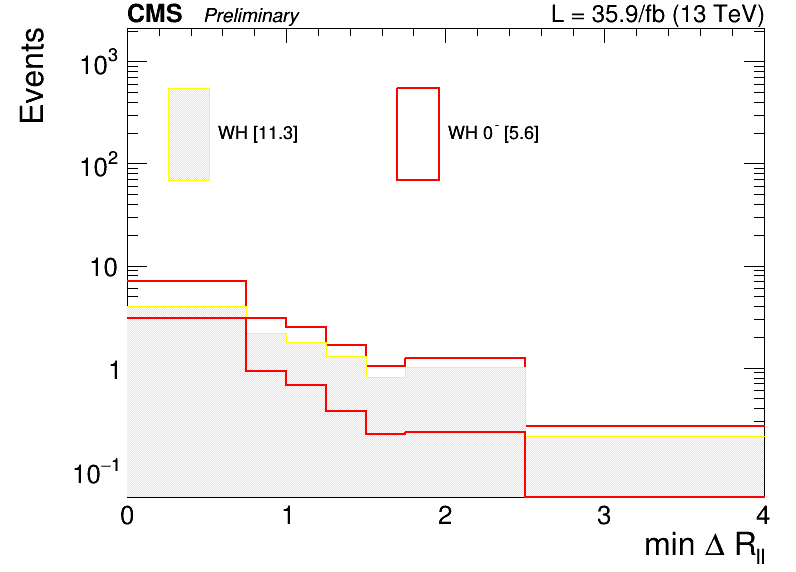 CMS Preliminary L = 35.9/fb (13 TeV)
Events
10³
10²
10
1
10⁻¹
WH [11.3]
WH 0⁻ [5.6]
0 1 2 3 4
min Δ R_ll